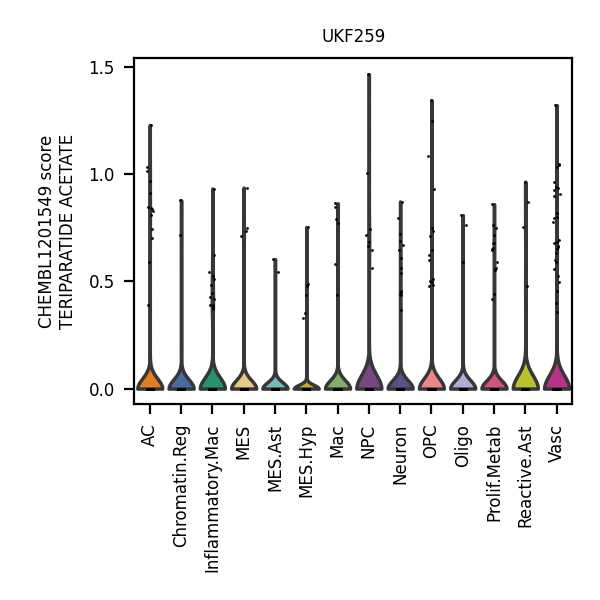 UKF259
CHEMBL1201549 score
TERIPARATIDE ACETATE
1.5
1.0
0.5
0.0
AC
Chromatin.Reg
Inflammatory.Mac
MES
MES.Ast
MES.Hyp
Mac
NPC
Neuron
OPC
Oligo
Prolif.Metab
Reactive.Ast
Vasc